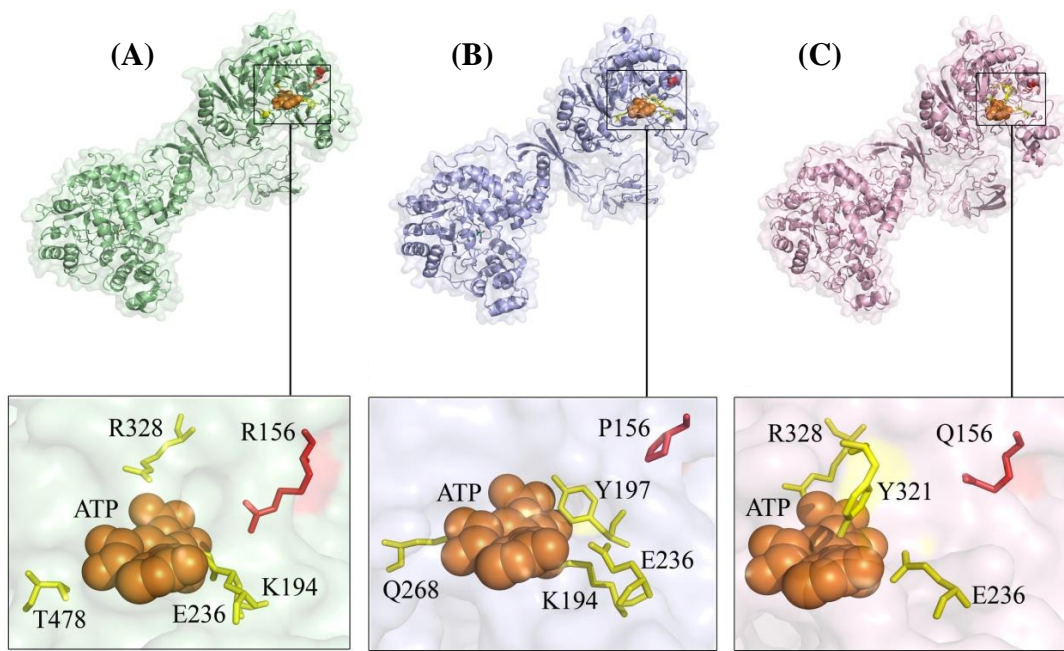 (A)
(B)
(C)
R328
R156
ATP
T478
E236
K194
P156
ATP
Y197
E236
Q268
K194
R328
Q156
ATP
Y321
E236